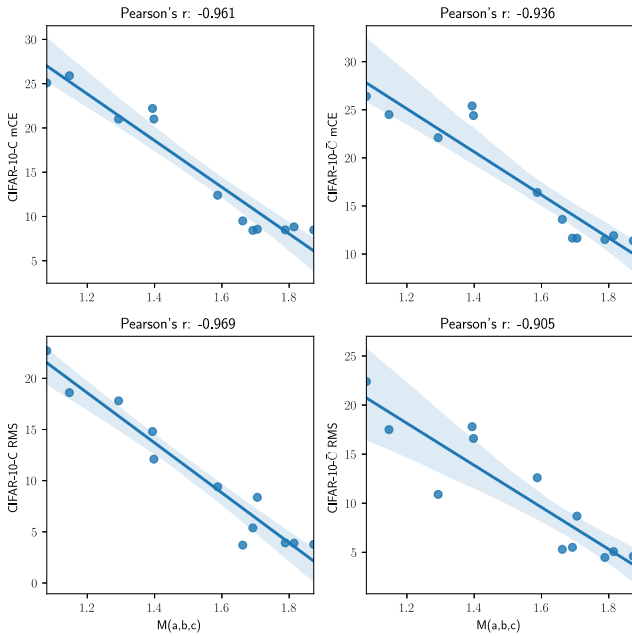 Pearson's r: -0.961
CIFAR-10-C mCE
30
25
20
15
10
5
1.2 1.4 1.6 1.8
Pearson's r: -0.936
CIFAR-10-C̄ mCE
30
25
20
15
10
1.2 1.4 1.6 1.8
Pearson's r: -0.969
CIFAR-10-C RMS
20
15
10
5
0
1.2 1.4 1.6 1.8
M(a,b,c)
Pearson's r: -0.905
CIFAR-10-C̄ RMS
25
20
15
10
5
1.2 1.4 1.6 1.8
M(a,b,c)